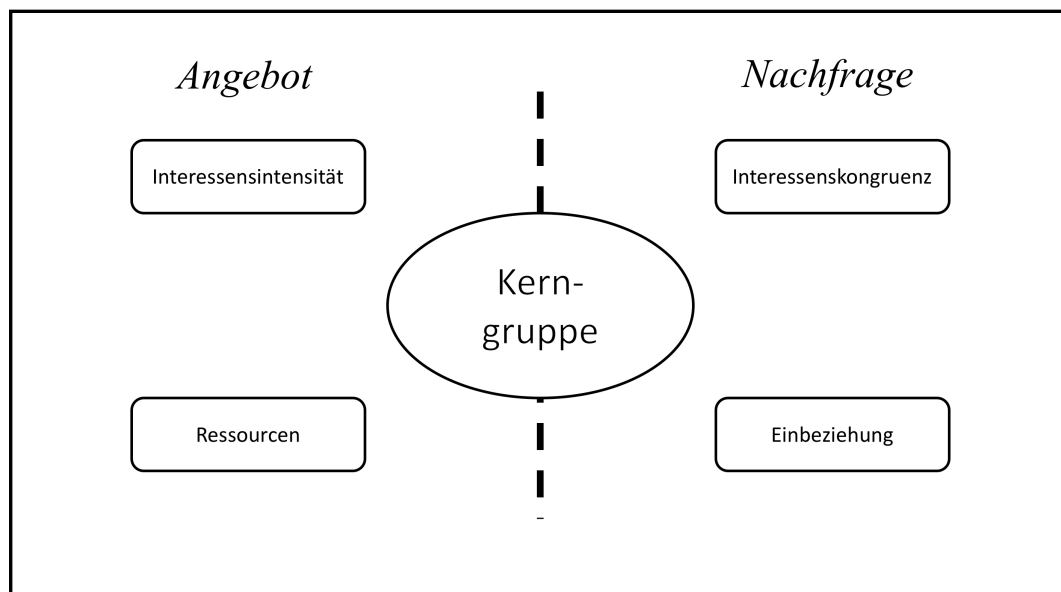 Angebot
Nachfrage
Interessensintensität
Interessenskongruenz
Kern-
gruppe
Ressourcen
Einbeziehung